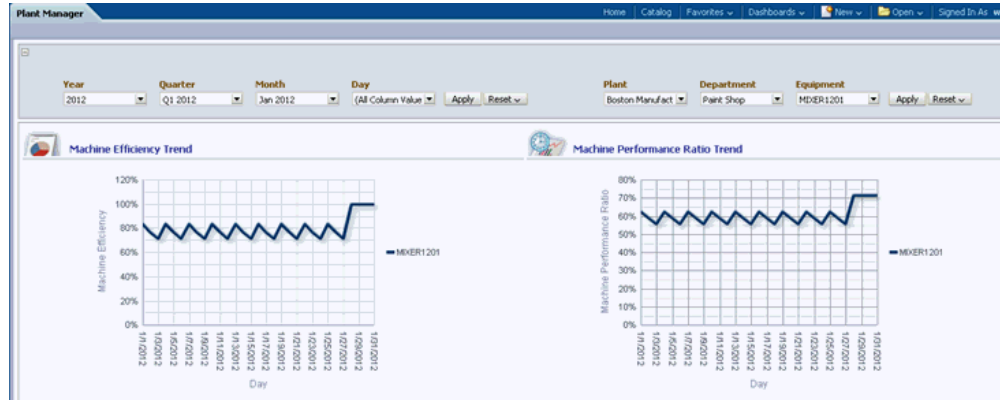 Plant Manager
Home Catalog Favorites Dashboards New Open Signed In As
Year Quarter Month Day Plant Department Equipment
2012 Q1 2012 Jan 2012 (All Column Value Apply Reset Boston Manufact Paint Shop MIXER1201 Apply Reset
Machine Efficiency Trend Machine Performance Ratio Trend
120%
100%
80%
60%
40%
20%
0%
Machine Efficiency
MIXER1201
1/1/2012 1/3/2012 1/5/2012 1/7/2012 1/9/2012 1/11/2012 1/13/2012 1/15/2012 1/17/2012 1/19/2012 1/21/2012 1/23/2012 1/25/2012 1/27/2012 1/29/2012 1/31/2012
Day
80%
70%
60%
50%
40%
30%
20%
10%
0%
Machine Performance Ratio
MIXER1201
1/1/2012 1/3/2012 1/5/2012 1/7/2012 1/9/2012 1/11/2012 1/13/2012 1/15/2012 1/17/2012 1/19/2012 1/21/2012 1/23/2012 1/25/2012 1/27/2012 1/29/2012 1/31/2012
Day